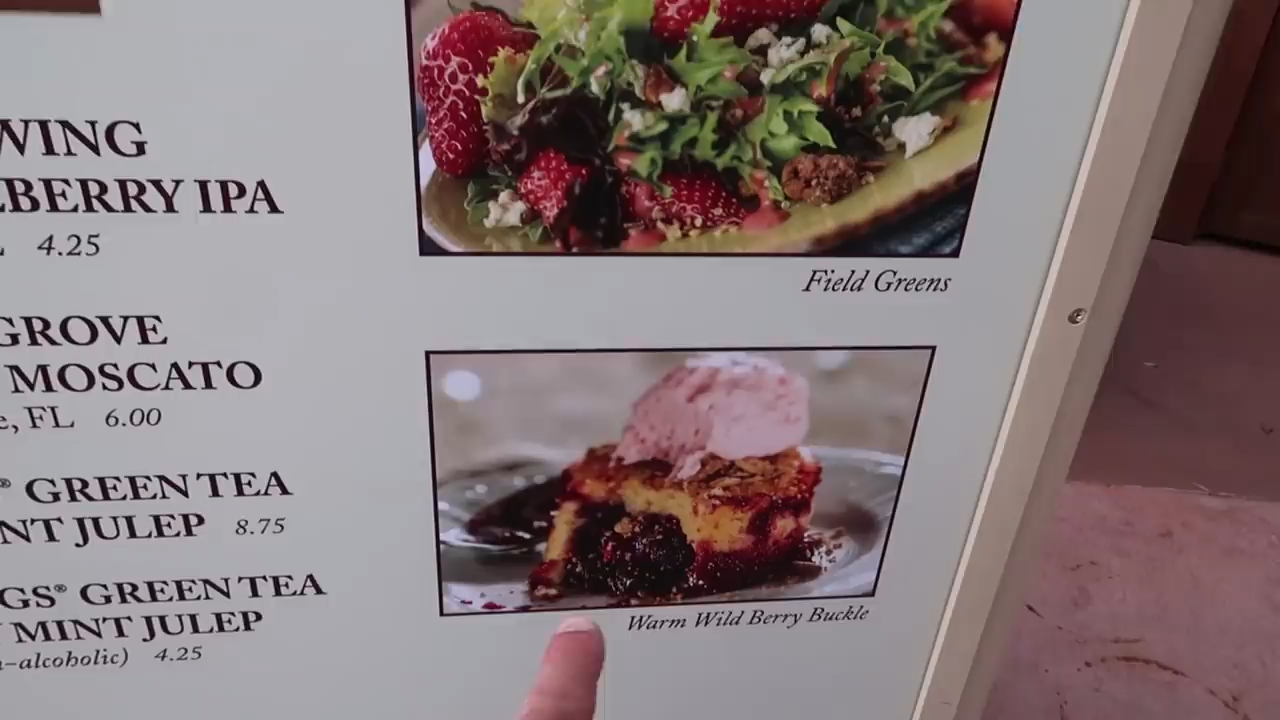 WING
BERRY IPA
4.25
GROVE
MOSCATO
FL 6.00
® GREEN TEA
NT JULEP 8.75
GS® GREEN TEA
MINT JULEP
-alcoholic) 4.25
Field Greens
Warm Wild Berry Buckle